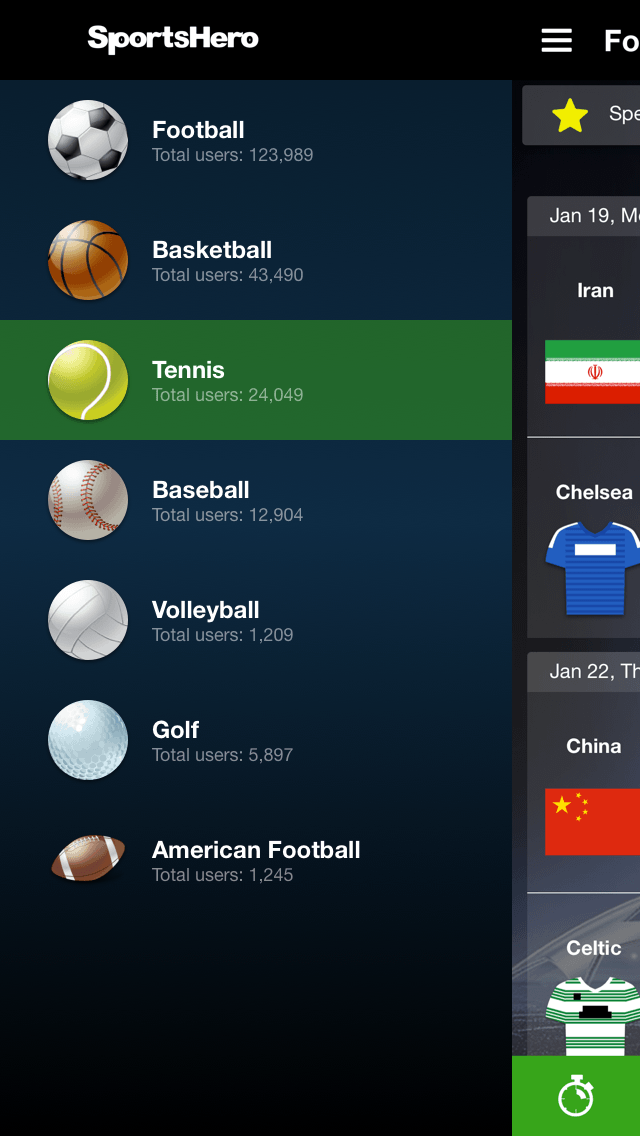 SportsHero
Football
Total users: 123,989
Basketball
Total users: 43,490
Tennis
Total users: 24,049
Baseball
Total users: 12,904
Volleyball
Total users: 1,209
Golf
Total users: 5,897
American Football
Total users: 1,245
Fo
Spe
Jan 19, Mo
Iran
Chelsea
Jan 22, Th
China
Celtic